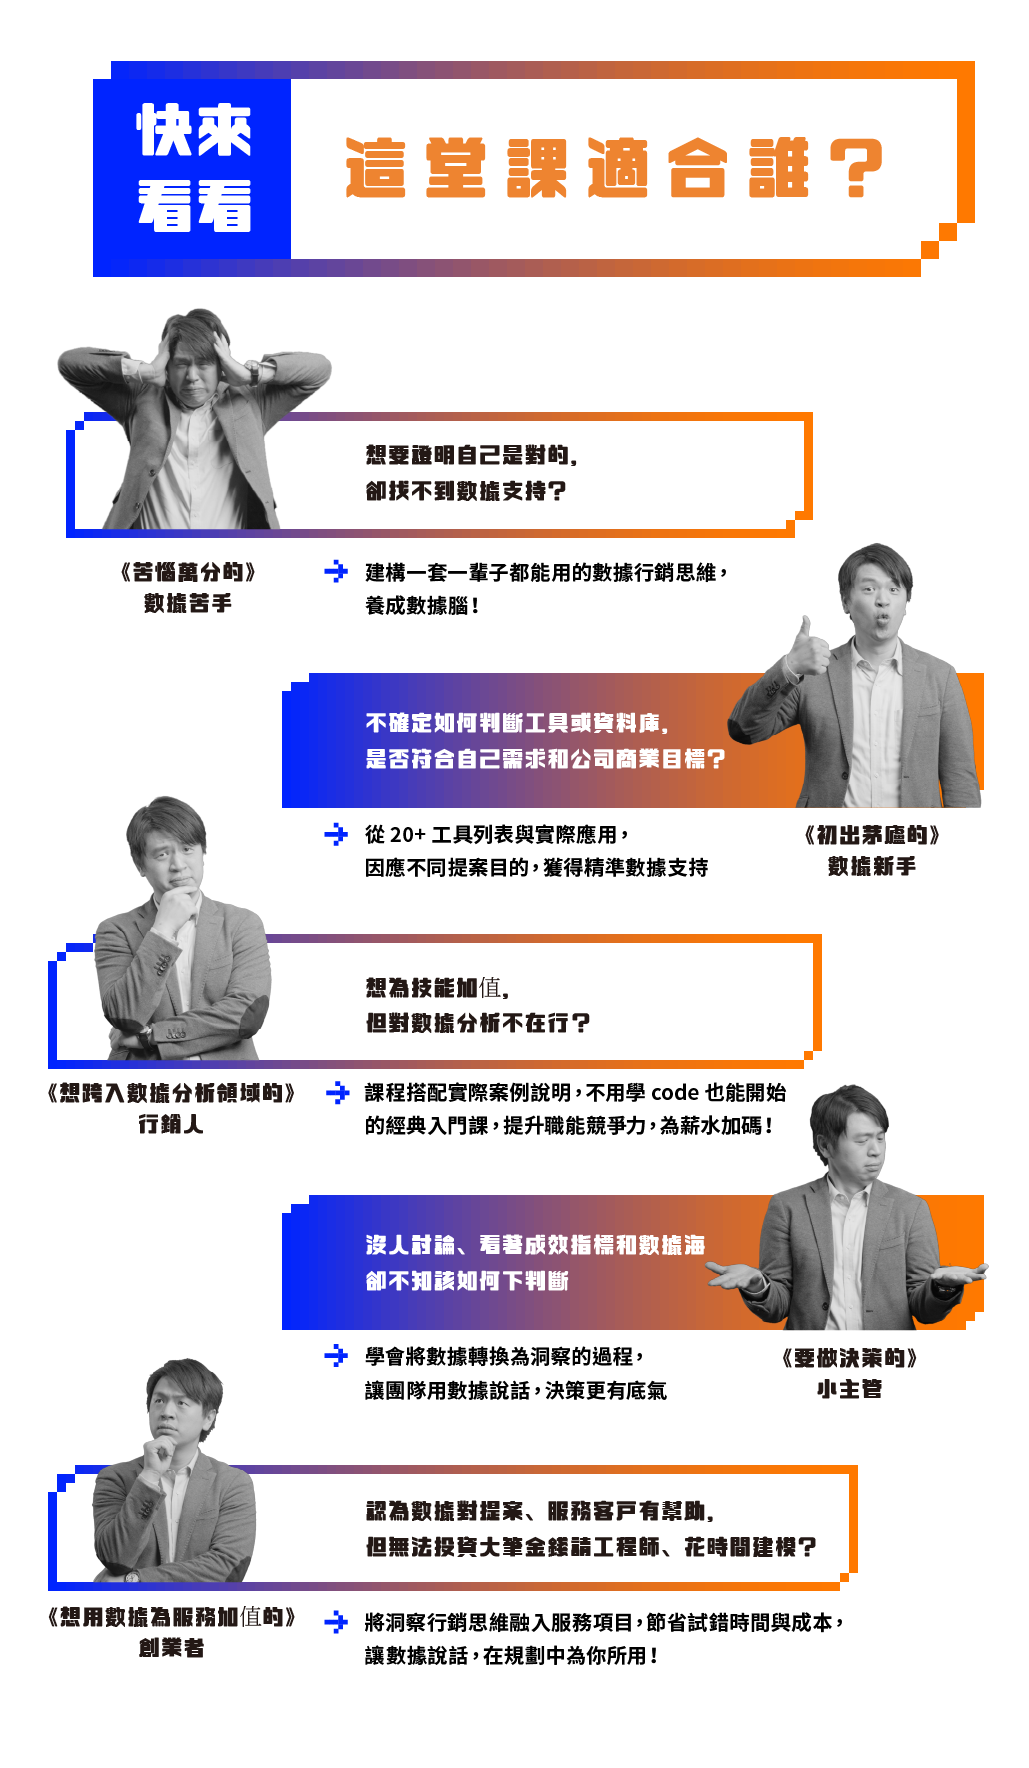 快來
看看
這堂課適合誰？
想要證明自己是對的，
卻找不到數據支持？
《苦惱萬分的》
數據苦手
建構一套一輩子都能用的數據行銷思維，
養成數據腦！
不確定如何判斷工具或資料庫，
是否符合自己需求和公司商業目標？
《初出茅廬的》
數據新手
從 20+ 工具列表與實際應用，
因應不同提案目的，獲得精準數據支持
想為技能加值，
但對數據分析不在行？
《想跨入數據分析領域的》
行銷人
課程搭配實際案例說明，不用學 code 也能開始
的經典入門課，提升職能競爭力，為薪水加碼！
沒人討論、看著成效指標和數據海
卻不知該如何下判斷
《要做決策的》
小主管
學會將數據轉換為洞察的過程，
讓團隊用數據說話，決策更有底氣
認為數據對提案、服務客戶有幫助，
但無法投資大筆金錢請工程師、花時間建模？
《想用數據為服務加值的》
創業者
將洞察行銷思維融入服務項目，節省試錯時間與成本，
讓數據說話，在規劃中為你所用！